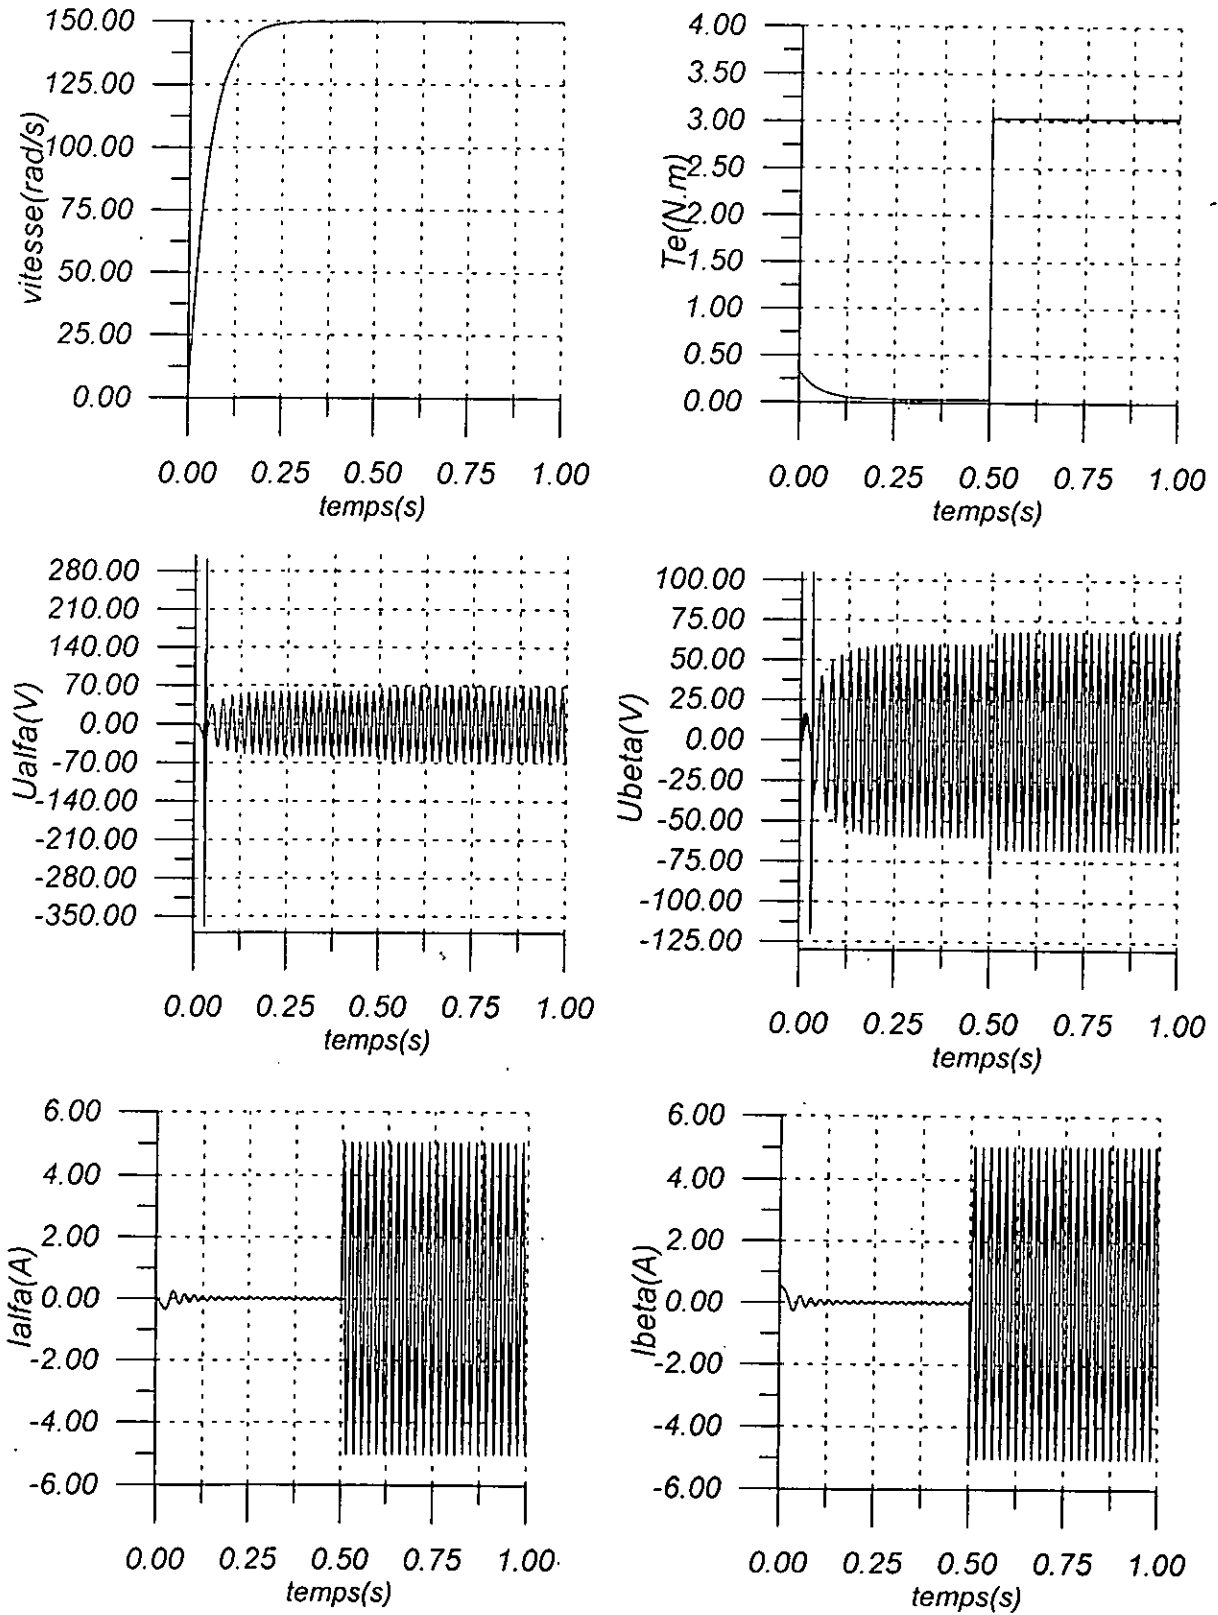 150.00
125.00
100.00
75.00
50.00
25.00
0.00
vitesse(rad/s)
0.00 0.25 0.50 0.75 1.00
temps(s)
4.00
3.50
3.00
2.50
2.00
1.50
1.00
0.50
0.00
Te(N.m)
0.00 0.25 0.50 0.75 1.00
temps(s)
280.00
210.00
140.00
70.00
0.00
-70.00
-140.00
-210.00
-280.00
-350.00
Ualfa(V)
0.00 0.25 0.50 0.75 1.00
temps(s)
100.00
75.00
50.00
25.00
0.00
-25.00
-50.00
-75.00
-100.00
-125.00
Ubeta(V)
0.00 0.25 0.50 0.75 1.00
temps(s)
6.00
4.00
2.00
0.00
-2.00
-4.00
-6.00
Ialfa(A)
0.00 0.25 0.50 0.75 1.00
temps(s)
6.00
4.00
2.00
0.00
-2.00
-4.00
-6.00
Ibeta(A)
0.00 0.25 0.50 0.75 1.00
temps(s)